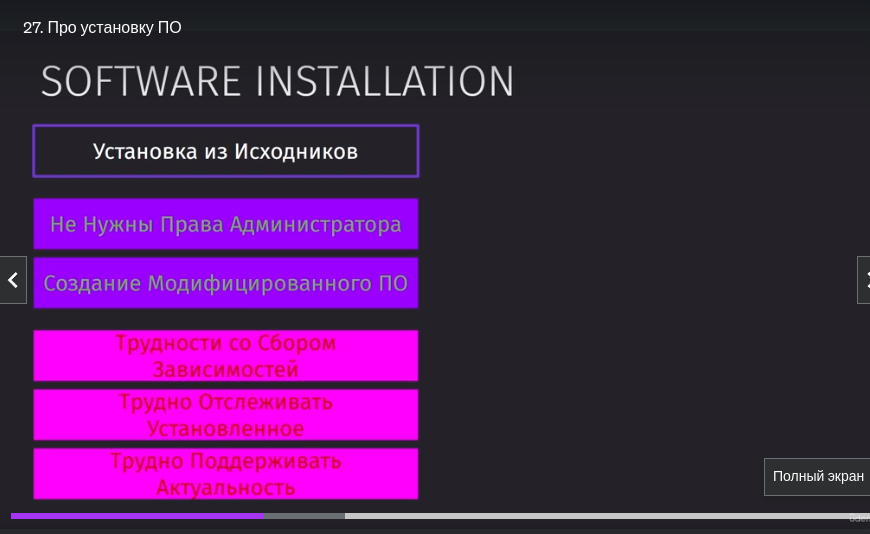 27. Про установку ПО
SOFTWARE INSTALLATION
Установка из Исходников
Не Нужны Права Администратора
Создание Модифицированного ПО
Трудности со Сбором
Зависимостей
Трудно Отслеживать
Установленное
Трудно Поддерживать
Актуальность
Полный экран